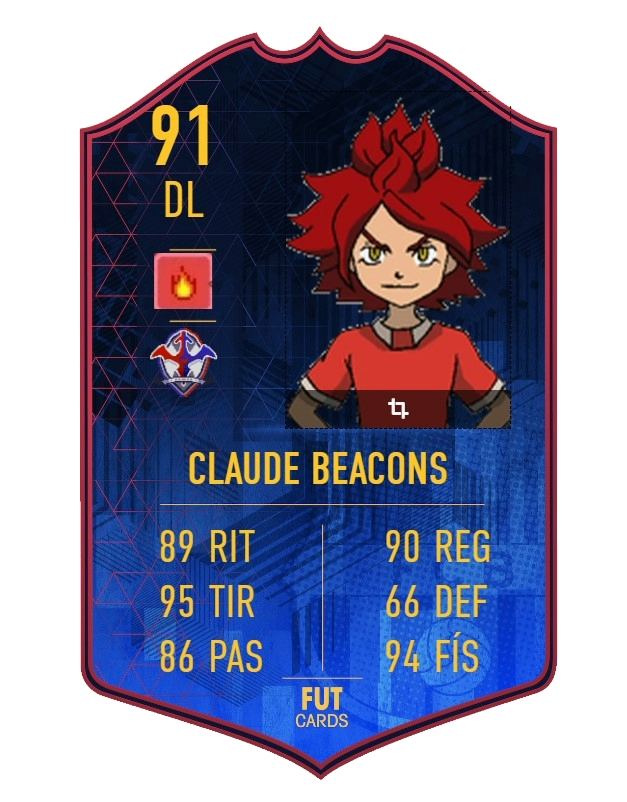 91
DL
CLAUDE BEACONS
89 RIT
90 REG
95 TIR
66 DEF
86 PAS
94 FÍS
FUT
CARDS